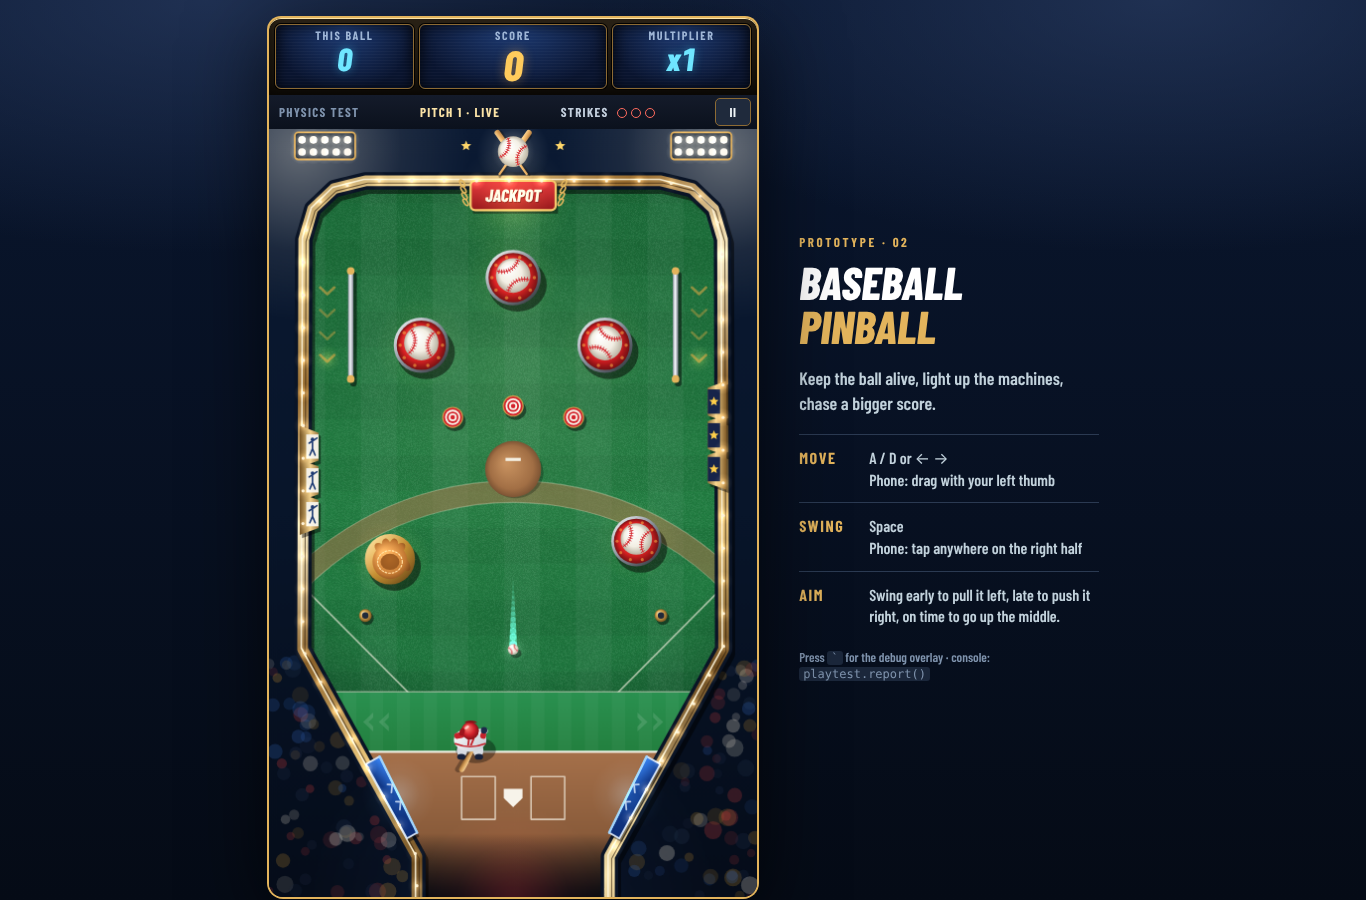 THIS BALL
0
SCORE
0
MULTIPLIER
x1
PHYSICS TEST
PITCH 1 · LIVE
STRIKES
JACKPOT
PROTOTYPE · 02
BASEBALL
PINBALL
Keep the ball alive, light up the machines,
chase a bigger score.
MOVE
A / D or ← →
Phone: drag with your left thumb
SWING
Space
Phone: tap anywhere on the right half
AIM
Swing early to pull it left, late to push it
right, on time to go up the middle.
Press ` for the debug overlay · console:
playtest.report()